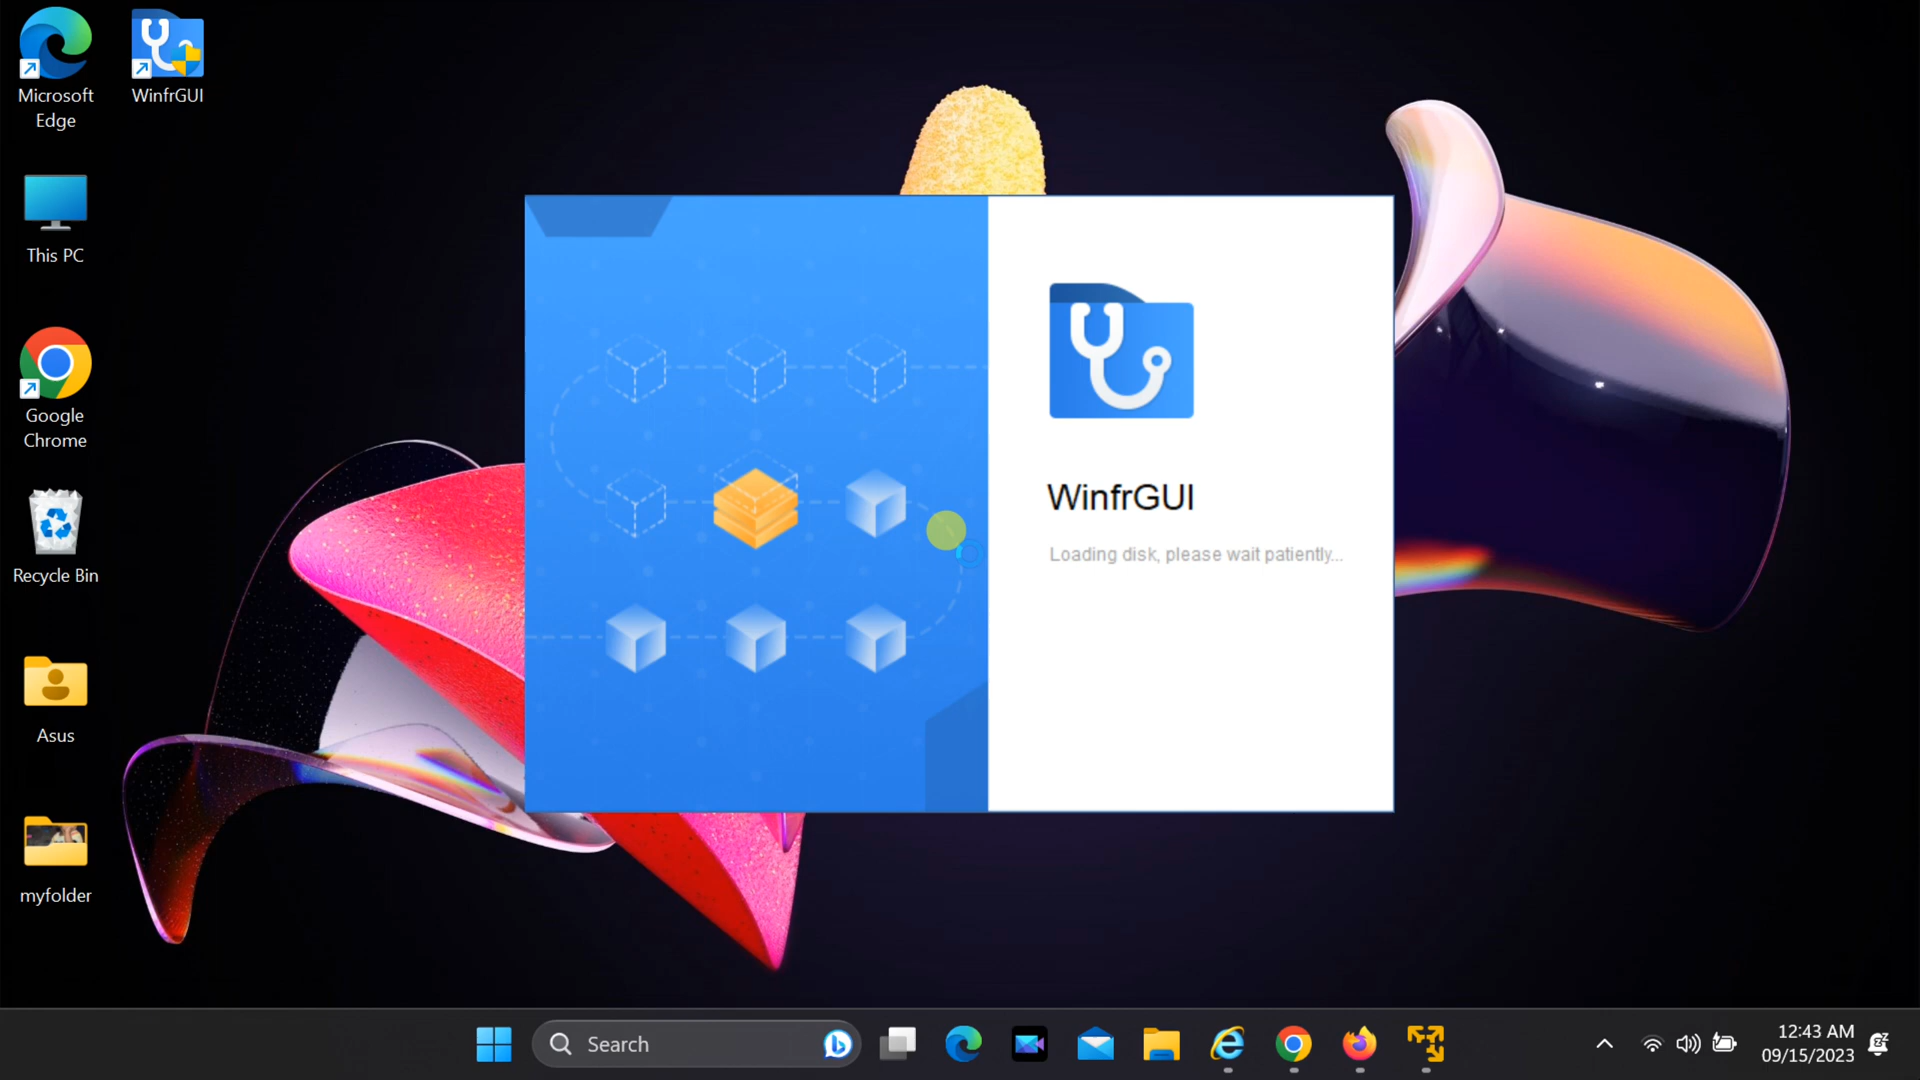 Microsoft
Edge
WinfrGUI
This PC
Google
Chrome
Recycle Bin
Asus
myfolder
WinfrGUI
Loading disk, please wait patiently...
Search
12:43 AM
09/15/2023